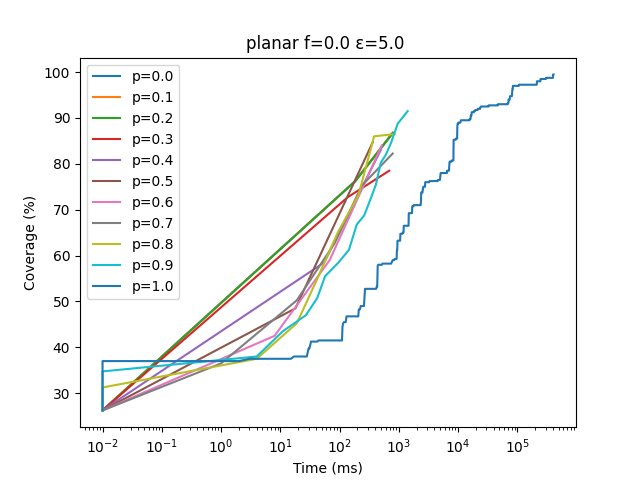 planar f=0.0 ε=5.0
Coverage (%)
100
90
80
70
60
50
40
30
p=0.0
p=0.1
p=0.2
p=0.3
p=0.4
p=0.5
p=0.6
p=0.7
p=0.8
p=0.9
p=1.0
10⁻² 10⁻¹ 10⁰ 10¹ 10² 10³ 10⁴ 10⁵
Time (ms)